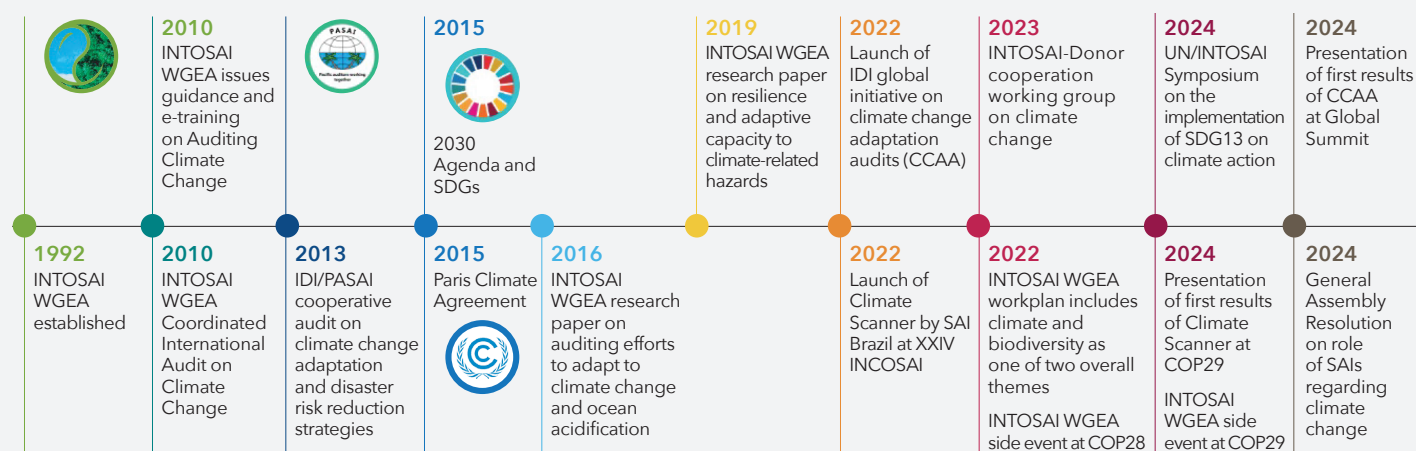 2010
INTOSAI
WGEA issues
guidance and
e-training
on Auditing
Climate
Change
PASAI
Pacific auditors working
together
2015
2030
Agenda and
SDGs
2019
INTOSAI WGEA
research paper
on resilience
and adaptive
capacity to
climate-related
hazards
2022
Launch of
IDI global
initiative on
climate change
adaptation
audits (CCAA)
2023
INTOSAI-Donor
cooperation
working group
on climate
change
2024
UN/INTOSAI
Symposium
on the
implementation
of SDG13 on
climate action
2024
Presentation
of first results
of CCAA
at Global
Summit
1992
INTOSAI
WGEA
established
2010
INTOSAI
WGEA
Coordinated
International
Audit on
Climate
Change
2013
IDI/PASAI
cooperative
audit on
climate change
adaptation
and disaster
risk reduction
strategies
2015
Paris Climate
Agreement
2016
INTOSAI
WGEA research
paper on
auditing efforts
to adapt to
climate change
and ocean
acidification
2022
Launch of
Climate
Scanner by SAI
Brazil at XXIV
INCOSAI
2022
INTOSAI WGEA
workplan includes
climate and
biodiversity as
one of two overall
themes
INTOSAI WGEA
side event at COP28
2024
Presentation
of first results
of Climate
Scanner at
COP29
INTOSAI
WGEA side
event at COP29
2024
General
Assembly
Resolution
on role
of SAIs
regarding
climate
change